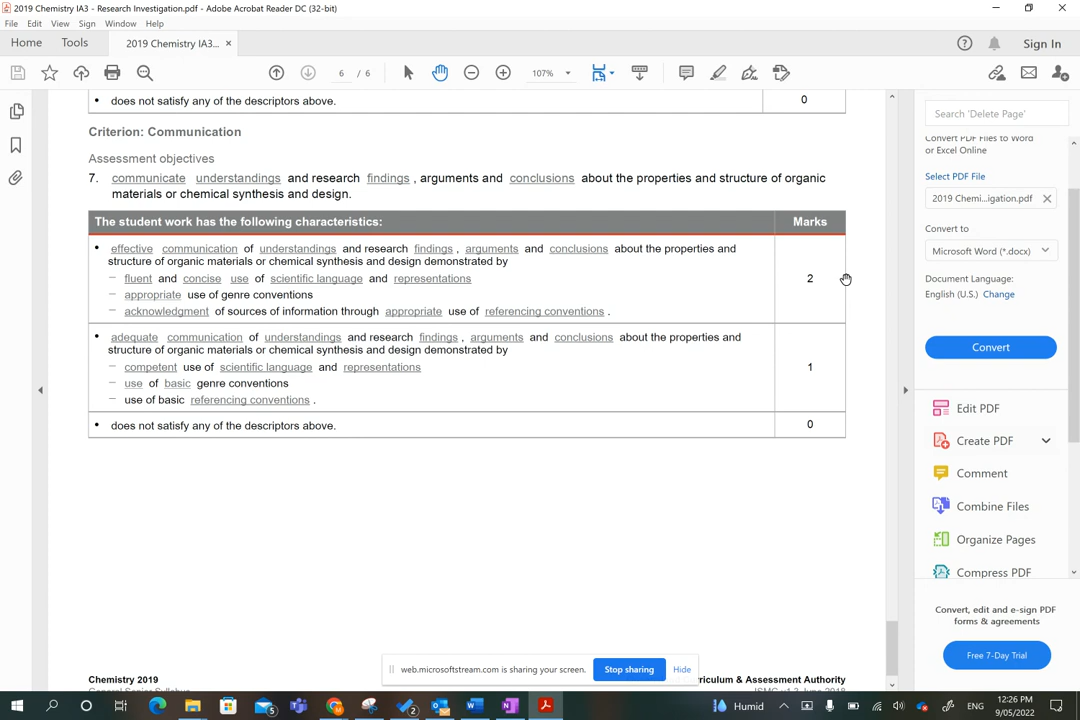 2019 Chemistry IA3 - Research Investigation.pdf - Adobe Acrobat Reader DC (32-bit)
File Edit View Sign Window Help
Home Tools 2019 Chemistry IA3... × Sign In
6 / 6 107%
does not satisfy any of the descriptors above. 0
Criterion: Communication
Assessment objectives
7. communicate understandings and research findings , arguments and conclusions about the properties and structure of organic
materials or chemical synthesis and design.
The student work has the following characteristics: Marks
• effective communication of understandings and research findings , arguments and conclusions about the properties and
structure of organic materials or chemical synthesis and design demonstrated by
– fluent and concise use of scientific language and representations 2
– appropriate use of genre conventions
– acknowledgment of sources of information through appropriate use of referencing conventions .
• adequate communication of understandings and research findings , arguments and conclusions about the properties and
structure of organic materials or chemical synthesis and design demonstrated by
– competent use of scientific language and representations 1
– use of basic genre conventions
– use of basic referencing conventions .
• does not satisfy any of the descriptors above. 0
Chemistry 2019
rriculum & Assessment Authority
General Senior Syllabus
web.microsoftstream.com is sharing your screen. Stop sharing Hide
Search 'Delete Page'
Convert PDF Files to Word
or Excel Online
Select PDF File
2019 Chemi...igation.pdf
Convert to
Microsoft Word (*.docx)
Document Language:
English (U.S.) Change
Convert
Edit PDF
Create PDF
Comment
Combine Files
Organize Pages
Compress PDF
Convert, edit and e-sign PDF
forms & agreements
Free 7-Day Trial
Humid
12:26 PM
9/05/2022